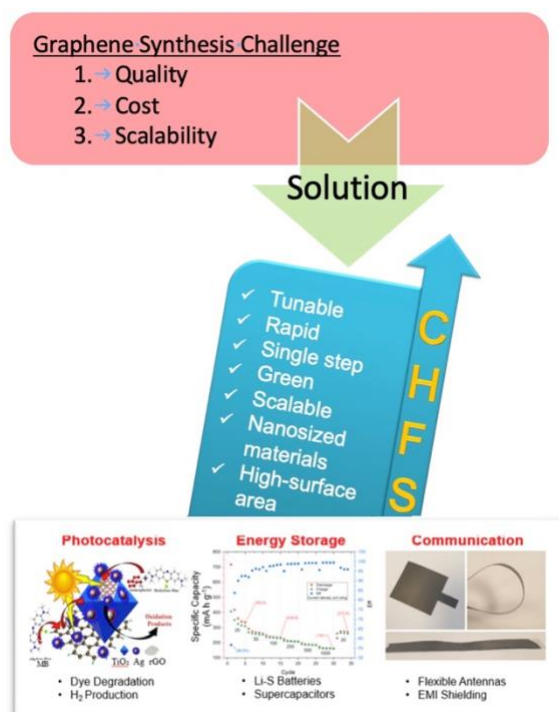 Graphene Synthesis Challenge
1.→Quality
2.→Cost
3.→Scalability
Solution
✓ Tunable
✓ Rapid
✓ Single step
✓ Green
✓ Scalable
✓ Nanosized
materials
✓ High-surface
area
CHFS
Photocatalysis
MB
Oxidation
Products
TiO₂ Ag rGO
• Dye Degradation
• H₂ Production
Energy Storage
Specific Capacity
(mA h g⁻¹)
Cycle
• Li-S Batteries
• Supercapacitors
Communication
• Flexible Antennas
• EMI Shielding